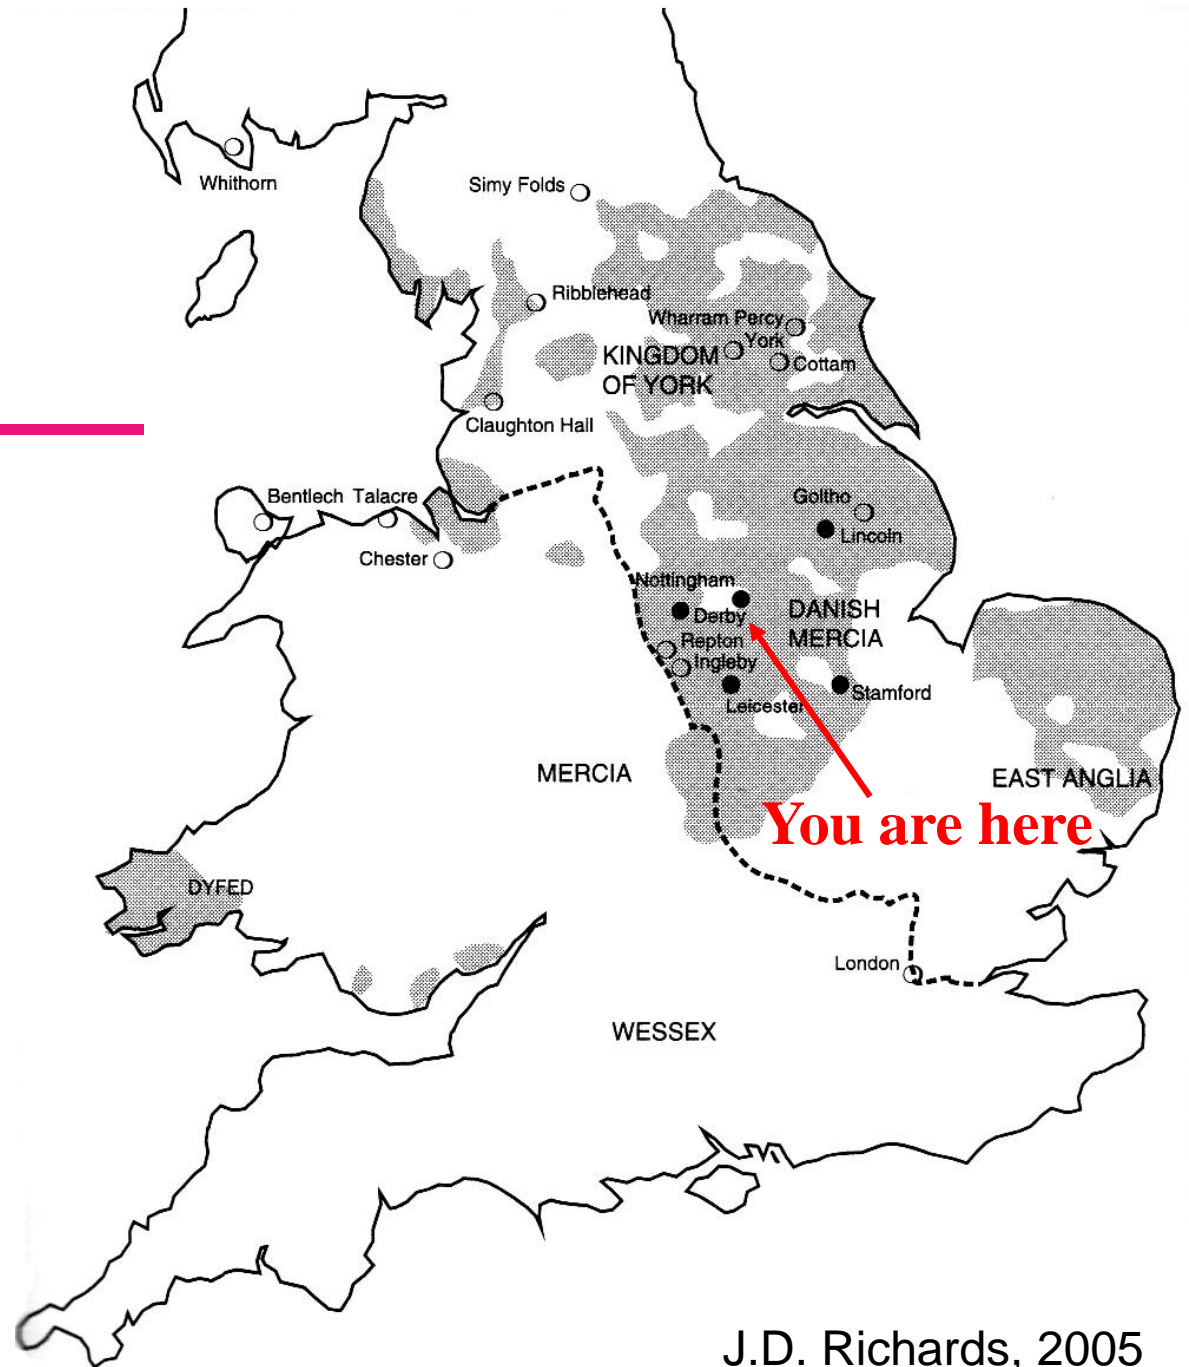 Whithorn
Simy Folds
Ribblehead
Wharram Percy
York
KINGDOM
OF YORK
Cottam
Claughton Hall
Bentlech Talacre
Goltho
Lincoln
Chester
Nottingham
Derby
DANISH
MERCIA
Repton
Ingleby
Stamford
Leicester
MERCIA
EAST ANGLIA
You are here
DYFED
London
WESSEX
J.D. Richards, 2005